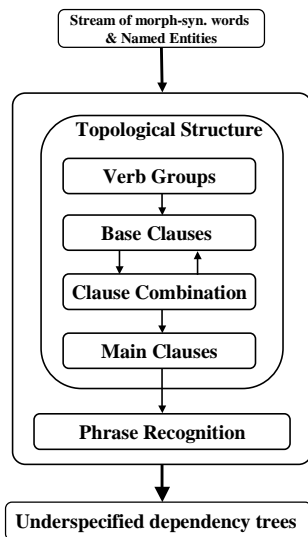 Stream of morph-syn. words
& Named Entities
Topological Structure
Verb Groups
Base Clauses
Clause Combination
Main Clauses
Phrase Recognition
Underspecified dependency trees